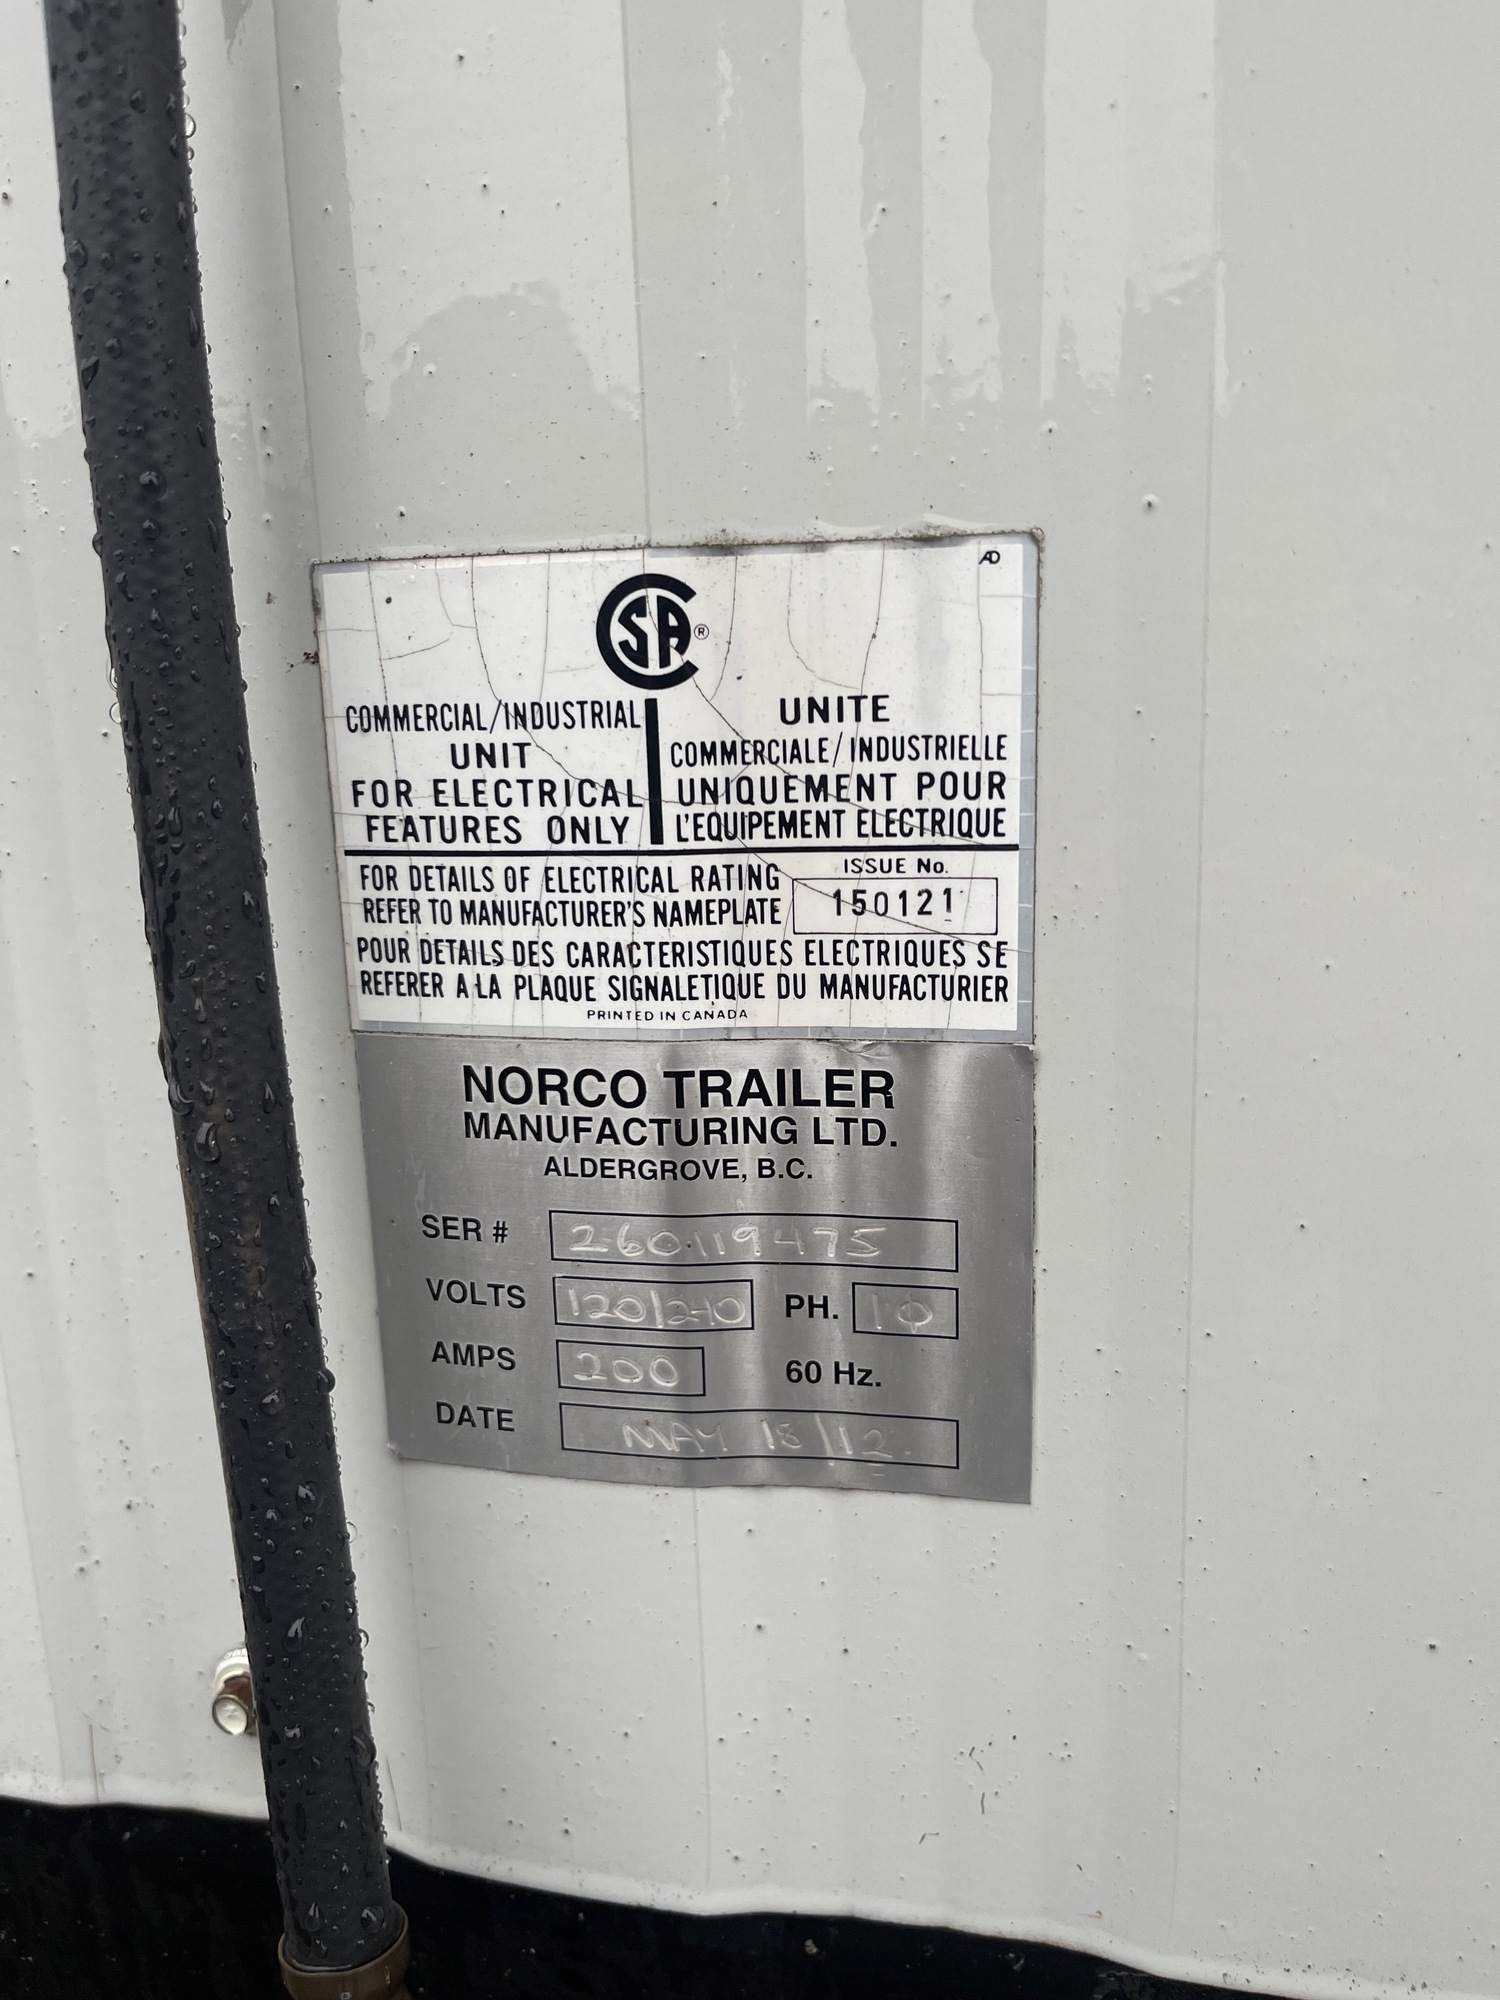 AD
CSA®
COMMERCIAL/INDUSTRIAL
UNIT
FOR ELECTRICAL
FEATURES ONLY
UNITE
COMMERCIALE/INDUSTRIELLE
UNIQUEMENT POUR
L'EQUIPEMENT ELECTRIQUE
FOR DETAILS OF ELECTRICAL RATING
REFER TO MANUFACTURER'S NAMEPLATE
ISSUE No.
150121
POUR DETAILS DES CARACTERISTIQUES ELECTRIQUES SE
REFERER A LA PLAQUE SIGNALETIQUE DU MANUFACTURIER
PRINTED IN CANADA
NORCO TRAILER
MANUFACTURING LTD.
ALDERGROVE, B.C.
SER # 260119475
VOLTS 120/240 PH. 1Φ
AMPS 200 60 Hz.
DATE MAY 18/12